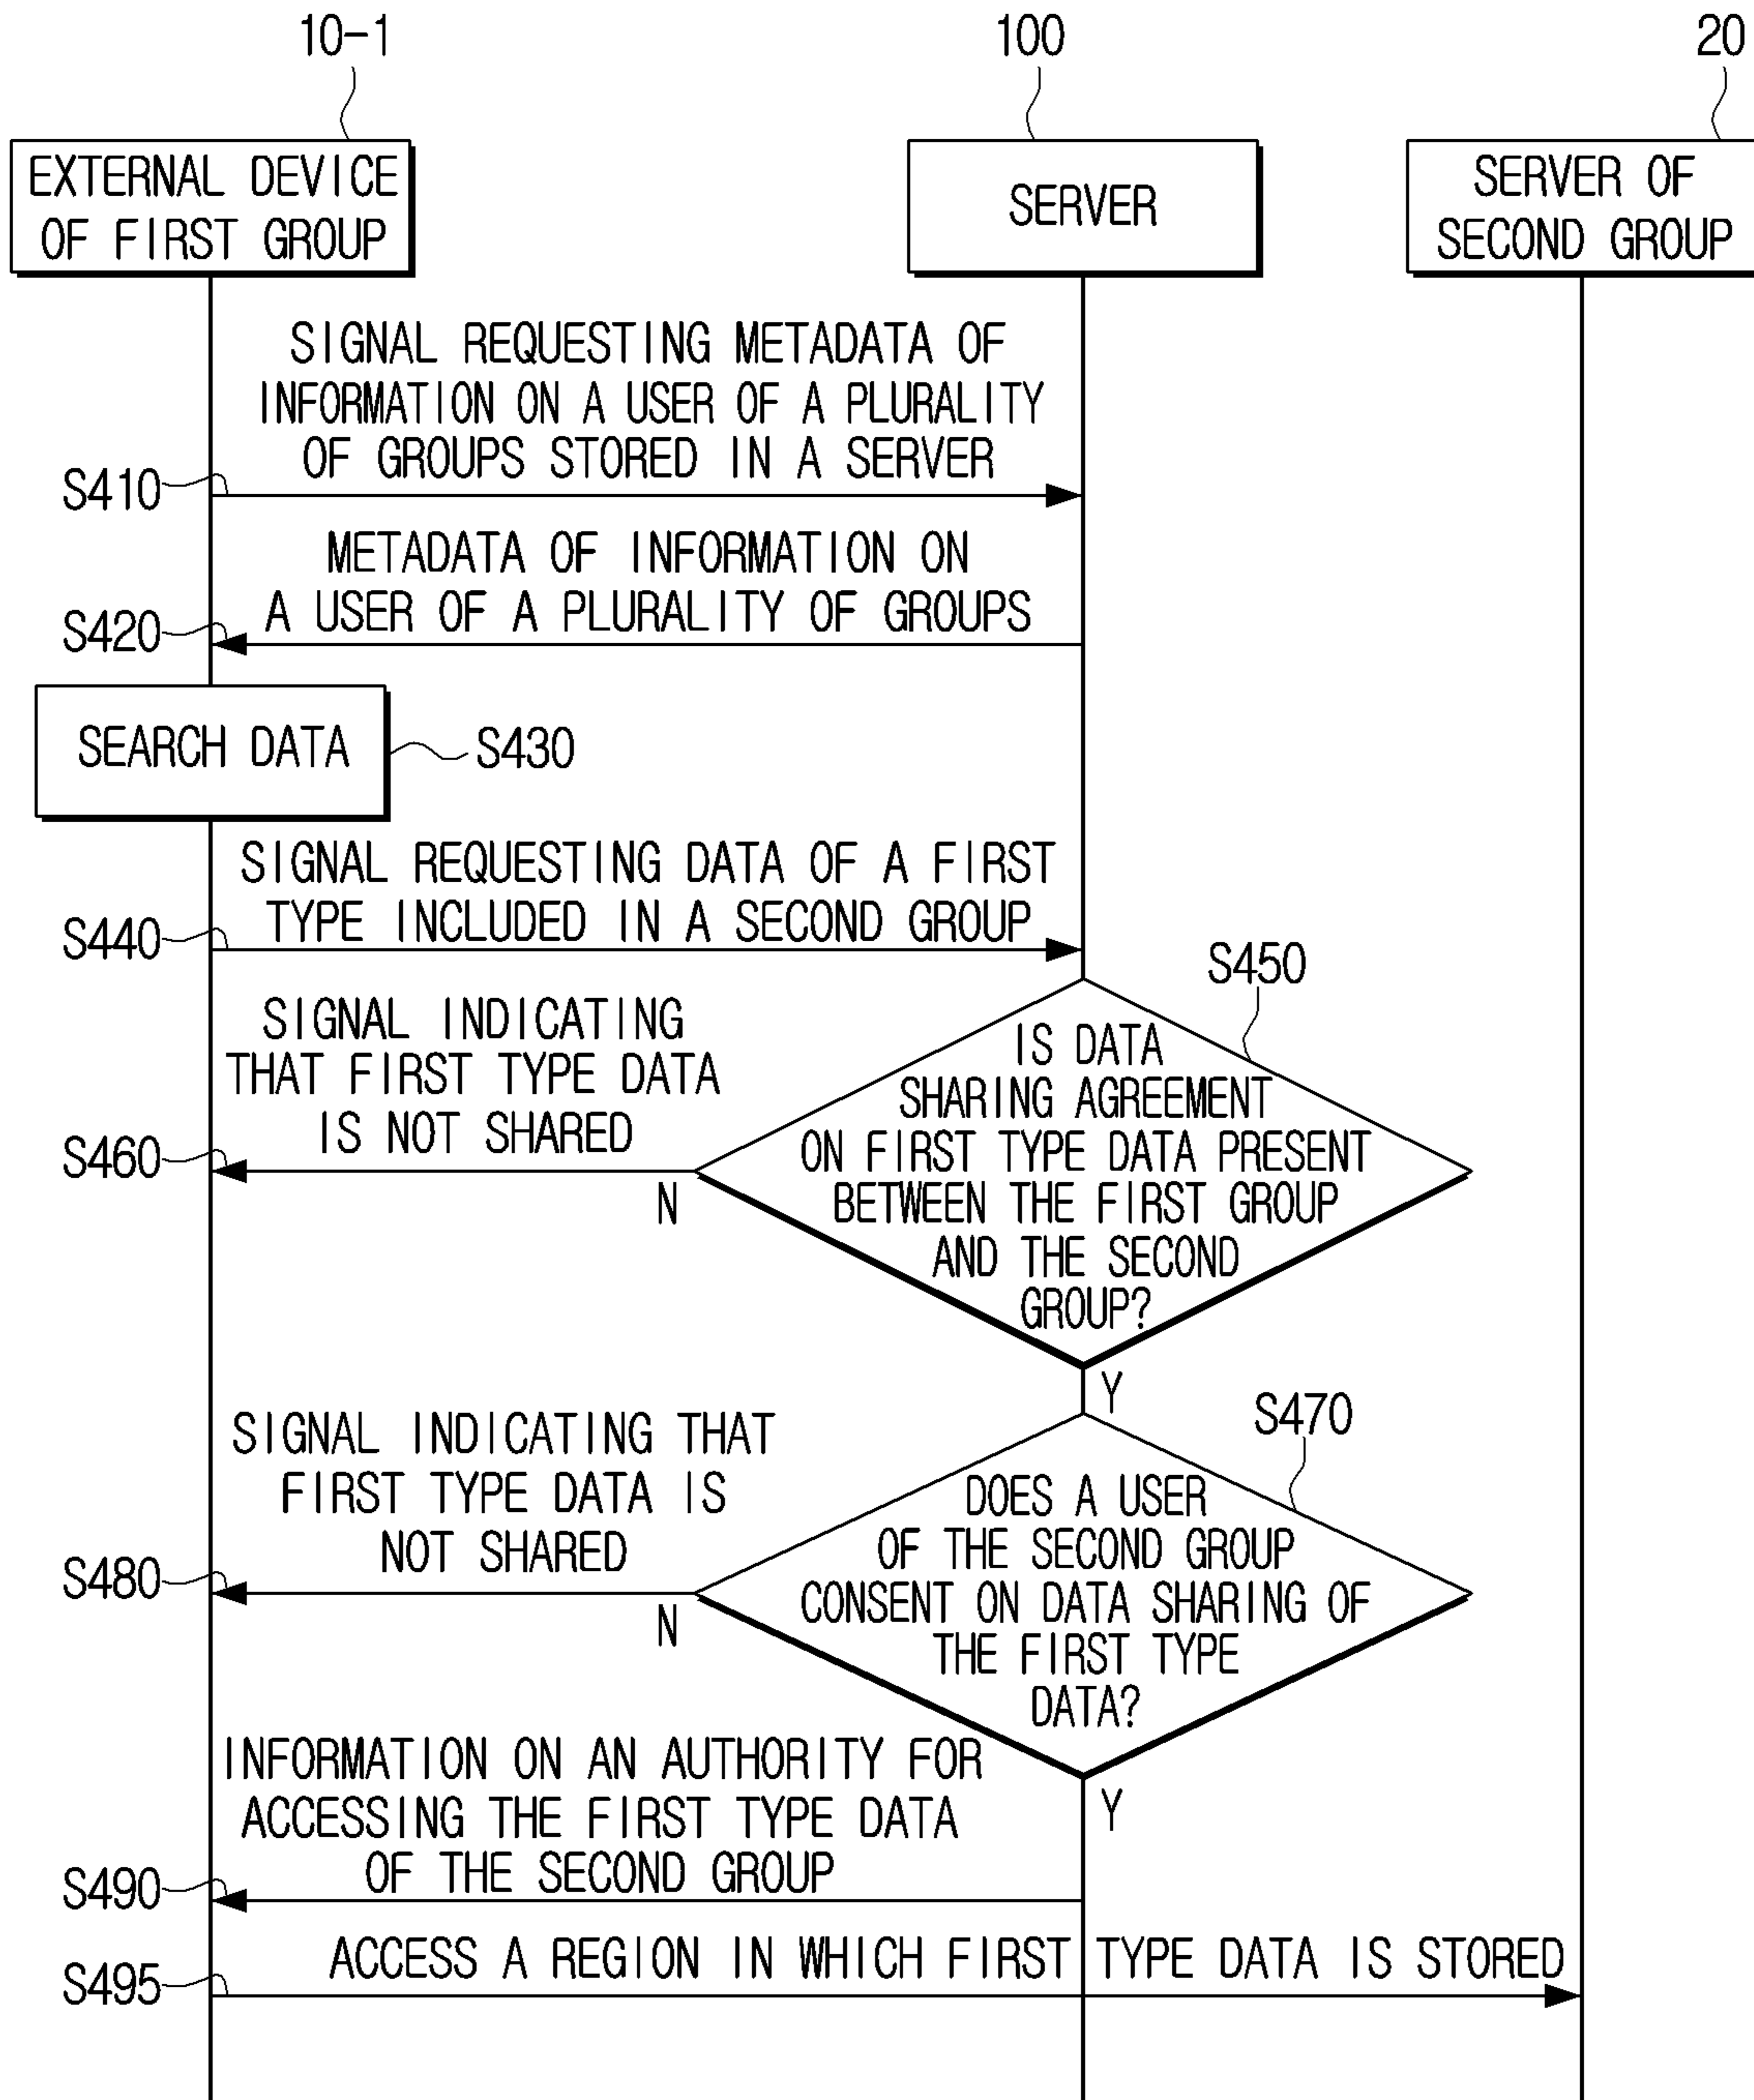 10-1
100
20
EXTERNAL DEVICE
OF FIRST GROUP
SERVER
SERVER OF
SECOND GROUP
SIGNAL REQUESTING METADATA OF
INFORMATION ON A USER OF A PLURALITY
OF GROUPS STORED IN A SERVER
S410
METADATA OF INFORMATION ON
A USER OF A PLURALITY OF GROUPS
S420
SEARCH DATA
S430
SIGNAL REQUESTING DATA OF A FIRST
TYPE INCLUDED IN A SECOND GROUP
S440
S450
IS DATA
SHARING AGREEMENT
ON FIRST TYPE DATA PRESENT
BETWEEN THE FIRST GROUP
AND THE SECOND
GROUP?
SIGNAL INDICATING
THAT FIRST TYPE DATA
IS NOT SHARED
S460
N
Y
S470
DOES A USER
OF THE SECOND GROUP
CONSENT ON DATA SHARING OF
THE FIRST TYPE
DATA?
SIGNAL INDICATING THAT
FIRST TYPE DATA IS
NOT SHARED
S480
N
Y
INFORMATION ON AN AUTHORITY FOR
ACCESSING THE FIRST TYPE DATA
OF THE SECOND GROUP
S490
ACCESS A REGION IN WHICH FIRST TYPE DATA IS STORED
S495